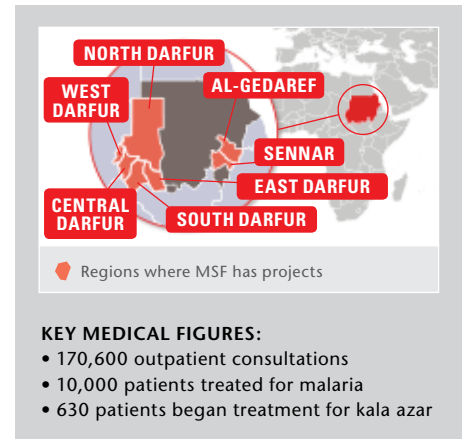 NORTH DARFUR
WEST
DARFUR
AL-GEDAREF
SENNAR
EAST DARFUR
CENTRAL
DARFUR
SOUTH DARFUR
Regions where MSF has projects
KEY MEDICAL FIGURES:
• 170,600 outpatient consultations
• 10,000 patients treated for malaria
• 630 patients began treatment for kala azar